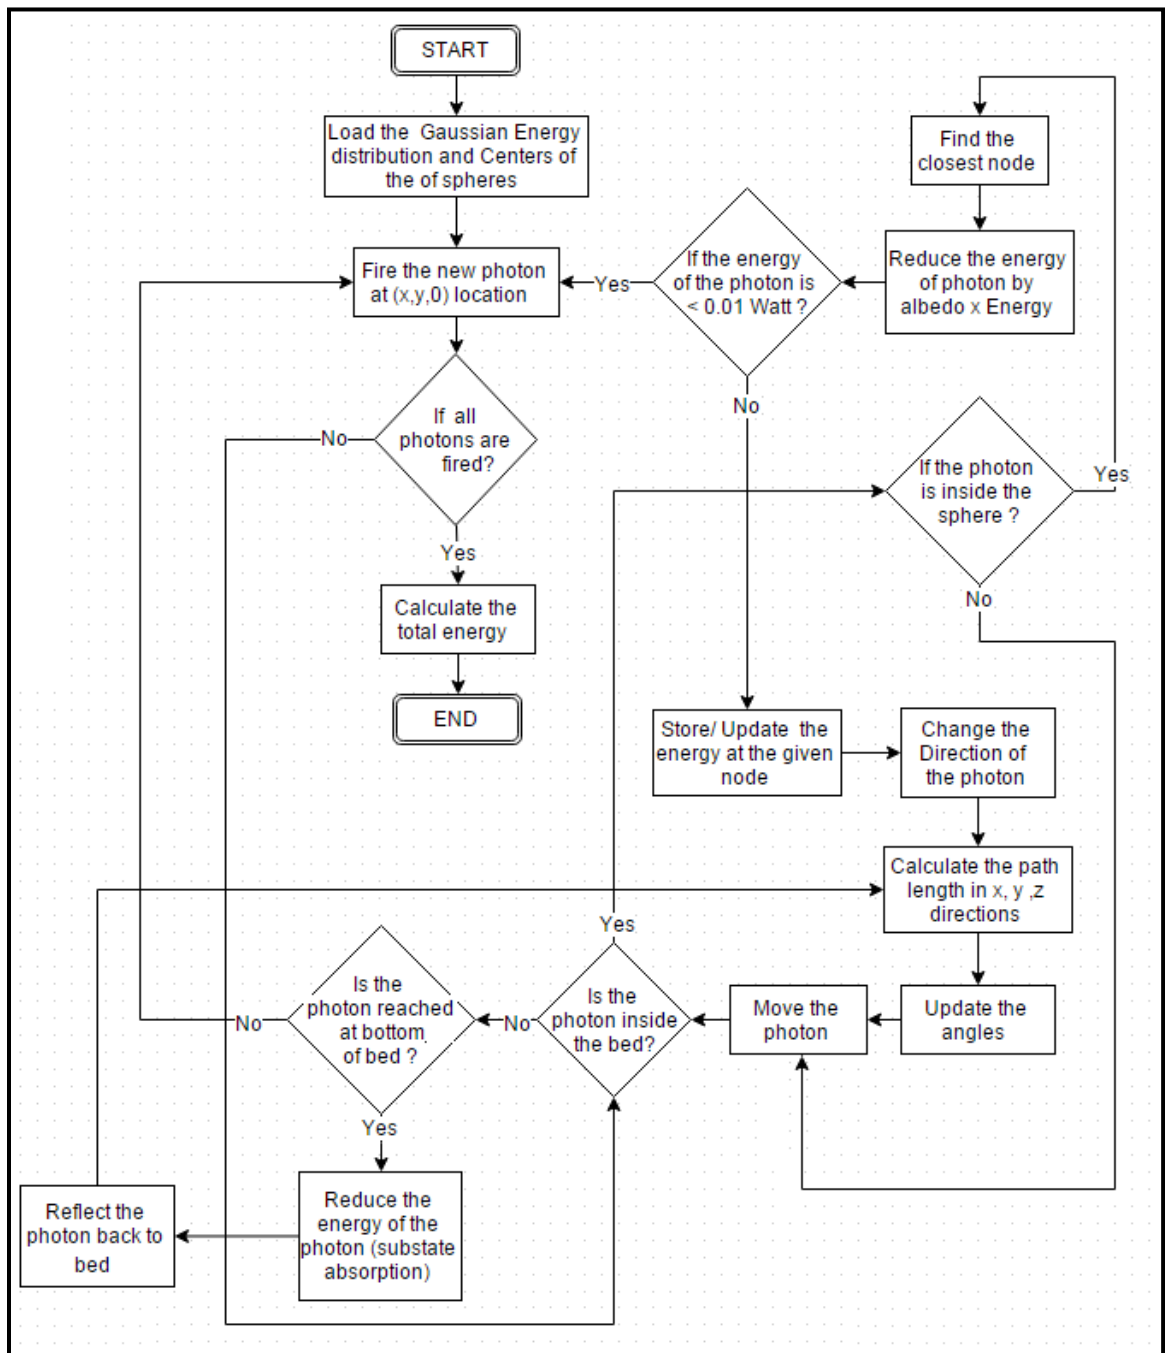 START
Load the Gaussian Energy
distribution and Centers of
the of spheres
Find the
closest node
Fire the new photon
at (x,y,0) location
Yes
If the energy
of the photon is
< 0.01 Watt ?
Reduce the energy
of photon by
albedo x Energy
No
If all
photons are
fired?
No
If the photon
is inside the
sphere ?
Yes
Yes
No
Calculate the
total energy
END
Store/ Update the
energy at the given
node
Change the
Direction of
the photon
Calculate the path
length in x, y ,z
directions
Yes
Is the
photon reached
at bottom
of bed ?
No
No
Is the
photon inside
the bed?
Move the
photon
Update the
angles
Yes
Reflect the
photon back to
bed
Reduce the
energy of the
photon (substate
absorption)